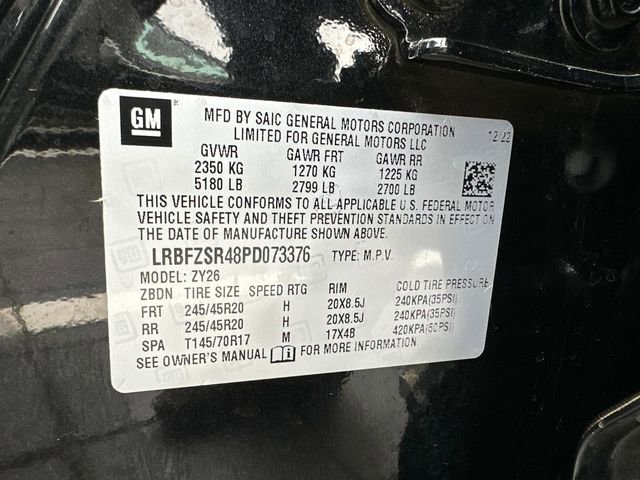 GM
MFD BY SAIC GENERAL MOTORS CORPORATION
LIMITED FOR GENERAL MOTORS LLC 12/22
GVWR GAWR FRT GAWR RR
2350 KG 1270 KG 1225 KG
5180 LB 2799 LB 2700 LB
THIS VEHICLE CONFORMS TO ALL APPLICABLE U.S. FEDERAL MOTOR
VEHICLE SAFETY AND THEFT PREVENTION STANDARDS IN EFFECT ON
THE DATE OF MANUFACTURE SHOWN ABOVE.
LRBFZSR48PD073376 TYPE: M.P.V.
MODEL: ZY26
ZBDN TIRE SIZE SPEED RTG RIM COLD TIRE PRESSURE
FRT 245/45R20 H 20X8.5J 240KPA(35PSI)
RR 245/45R20 H 20X8.5J 240KPA(35PSI)
SPA T145/70R17 M 17X4B 420KPA(60PSI)
SEE OWNER'S MANUAL FOR MORE INFORMATION.